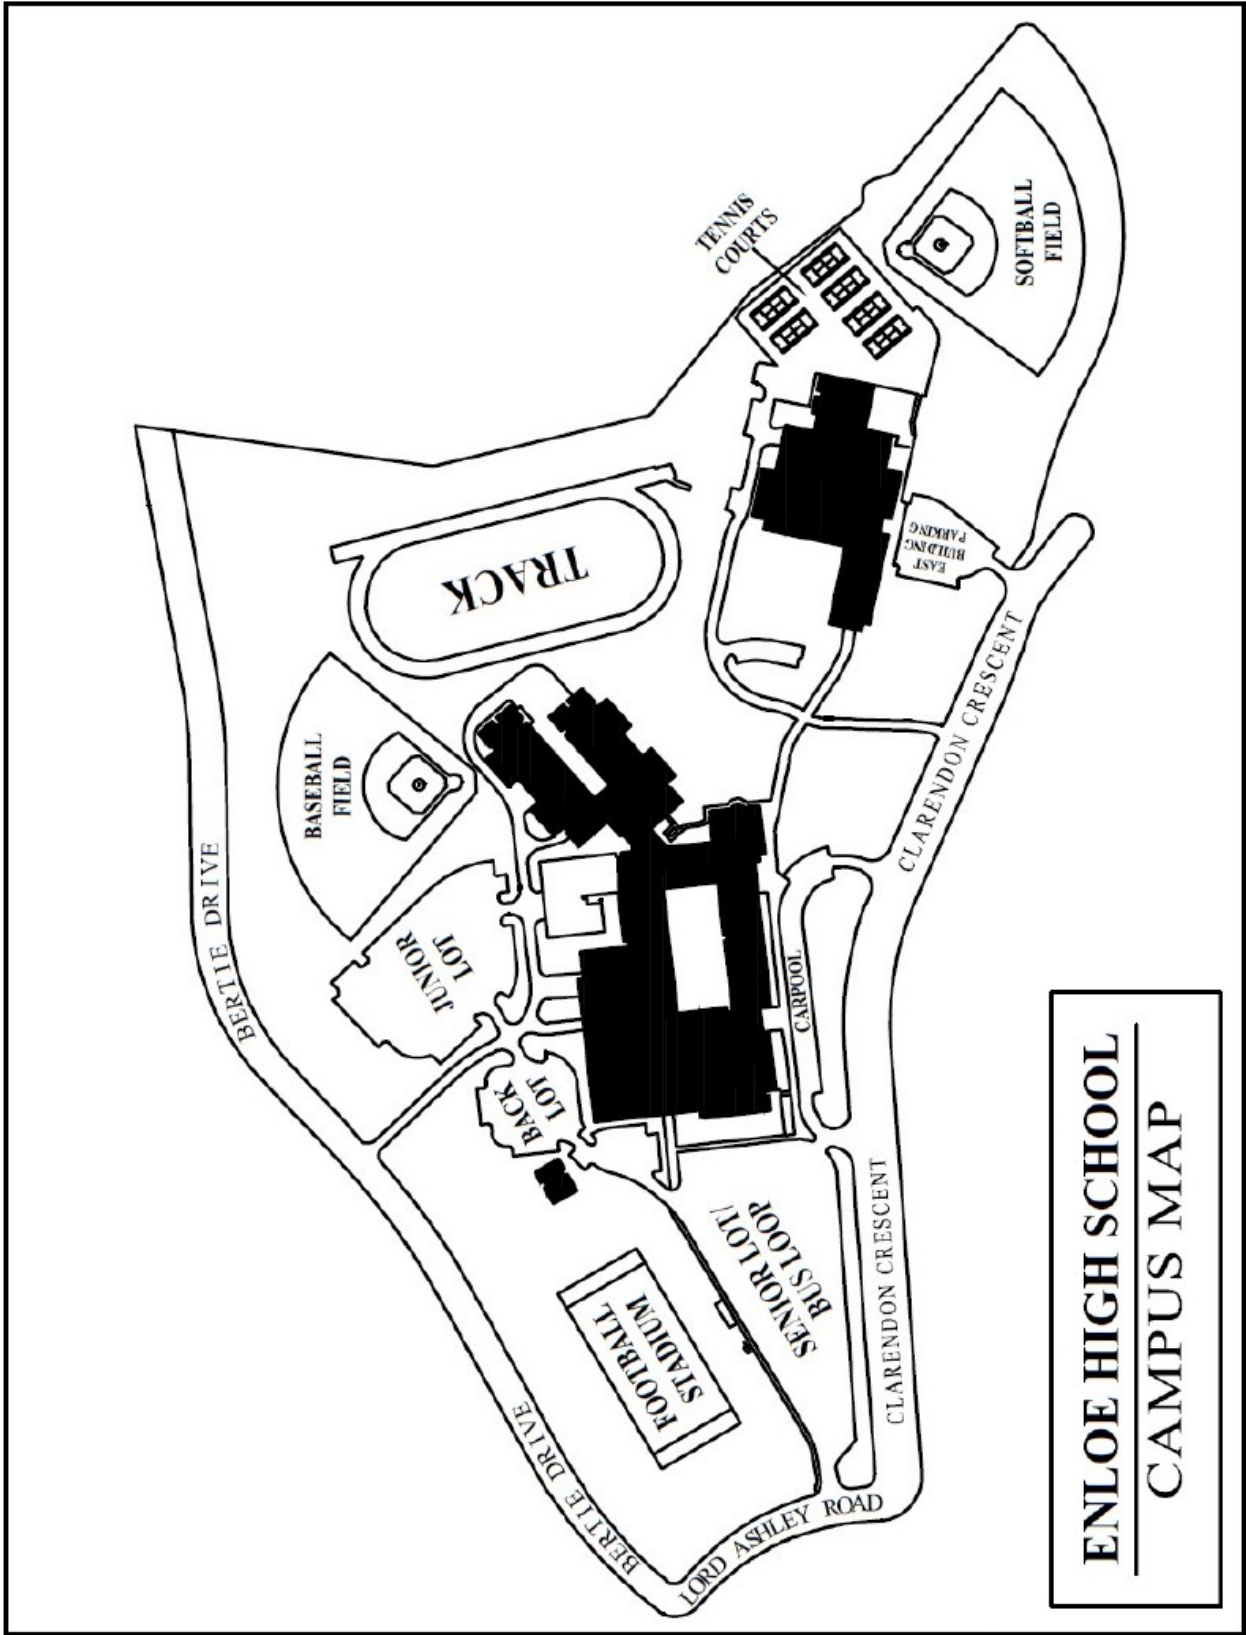 ENLOE HIGH SCHOOL
CAMPUS MAP
BERTIE DRIVE
BERTIE DRIVE
LORD ASHLEY ROAD
CLARENDON CRESCENT
CLARENDON CRESCENT
FOOTBALL
STADIUM
SENIOR LOT/
BUS LOOP
BACK
LOT
JUNIOR
LOT
CARPOOL
BASEBALL
FIELD
TRACK
EAST
BUILDING
PARKING
TENNIS
COURTS
SOFTBALL
FIELD